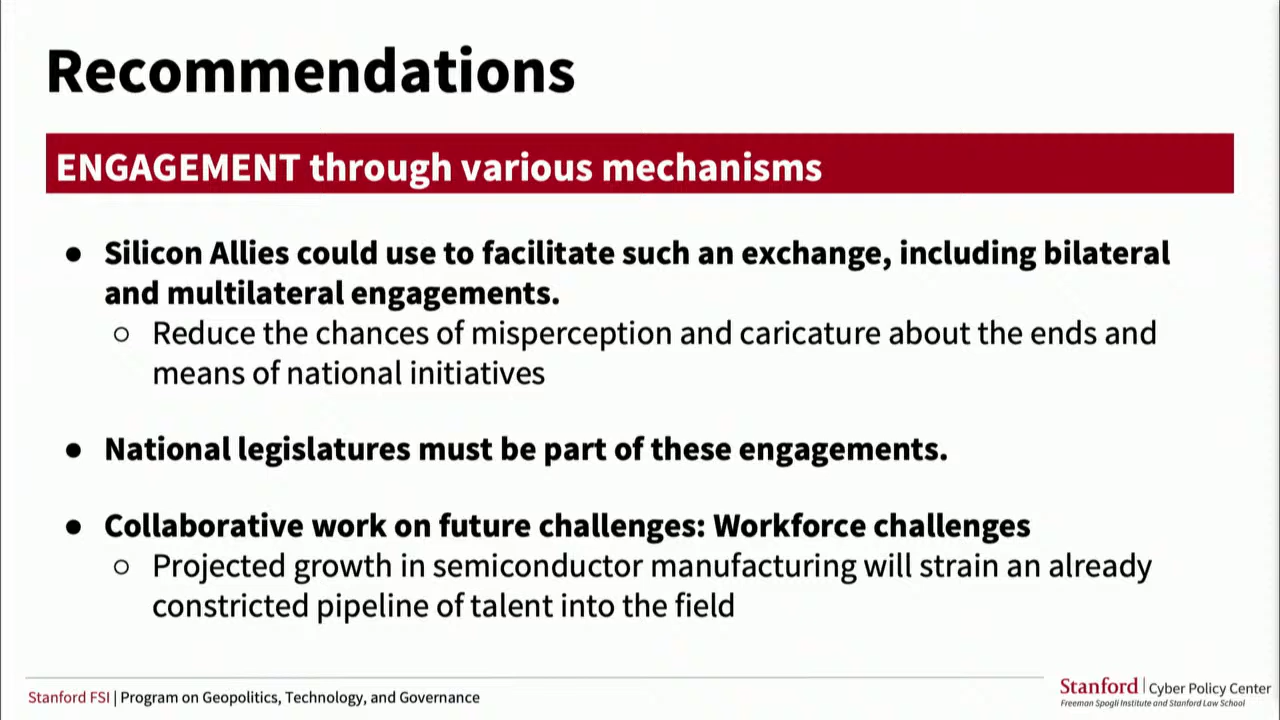 Recommendations
ENGAGEMENT through various mechanisms
● Silicon Allies could use to facilitate such an exchange, including bilateral
and multilateral engagements.
○ Reduce the chances of misperception and caricature about the ends and
means of national initiatives
● National legislatures must be part of these engagements.
● Collaborative work on future challenges: Workforce challenges
○ Projected growth in semiconductor manufacturing will strain an already
constricted pipeline of talent into the field
Stanford FSI | Program on Geopolitics, Technology, and Governance
Stanford | Cyber Policy Center
Freeman Spogli Institute and Stanford Law School